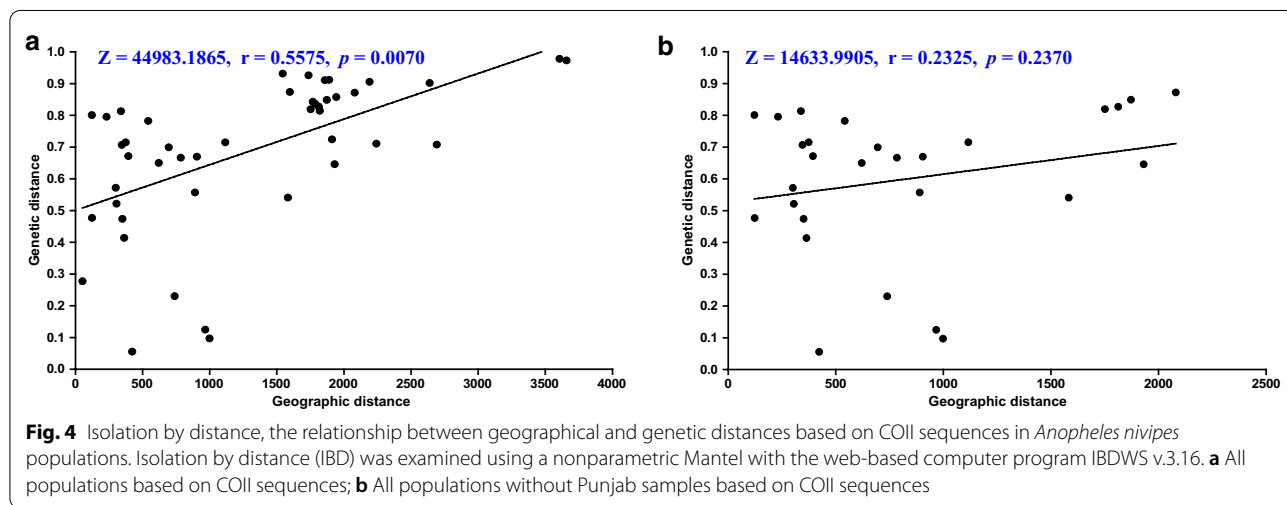 a
Z = 44983.1865, r = 0.5575, p = 0.0070
Genetic distance
1.0
0.9
0.8
0.7
0.6
0.5
0.4
0.3
0.2
0.1
0.0
0 500 1000 1500 2000 2500 3000 3500 4000
Geographic distance
b
Z = 14633.9905, r = 0.2325, p = 0.2370
Genetic distance
1.0
0.9
0.8
0.7
0.6
0.5
0.4
0.3
0.2
0.1
0.0
0 500 1000 1500 2000 2500
Geographic distance
Fig. 4 Isolation by distance, the relationship between geographical and genetic distances based on COII sequences in Anopheles nivipes
populations. Isolation by distance (IBD) was examined using a nonparametric Mantel with the web-based computer program IBDWS v.3.16. a All
populations based on COII sequences; b All populations without Punjab samples based on COII sequences